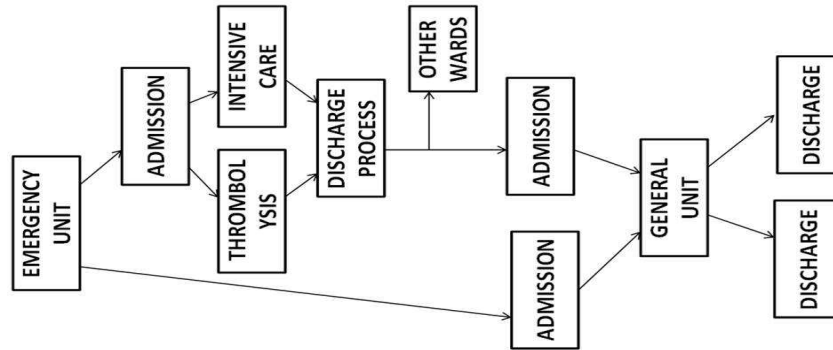 EMERGENCY
UNIT
ADMISSION
THROMBOL
YSIS
INTENSIVE
CARE
DISCHARGE
PROCESS
OTHER
WARDS
ADMISSION
ADMISSION
GENERAL
UNIT
DISCHARGE
DISCHARGE